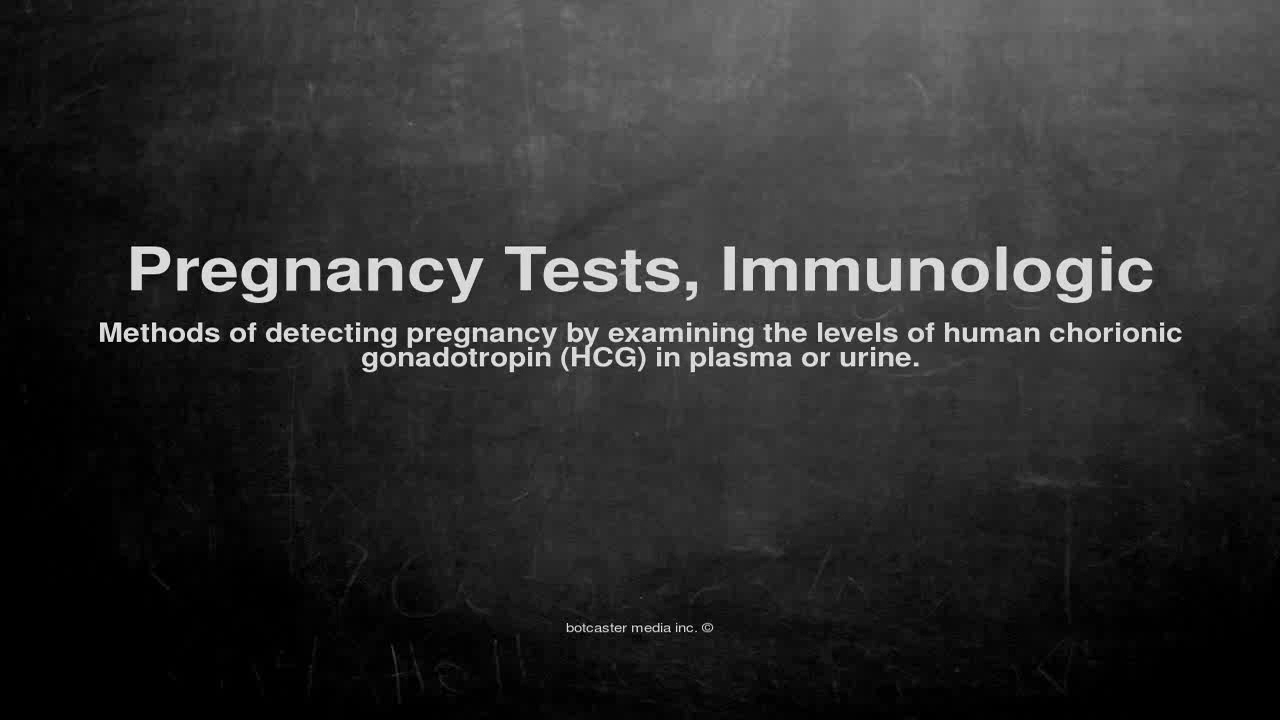 Pregnancy Tests, Immunologic
Methods of detecting pregnancy by examining the levels of human chorionic
gonadotropin (HCG) in plasma or urine.
botcaster media inc. ©